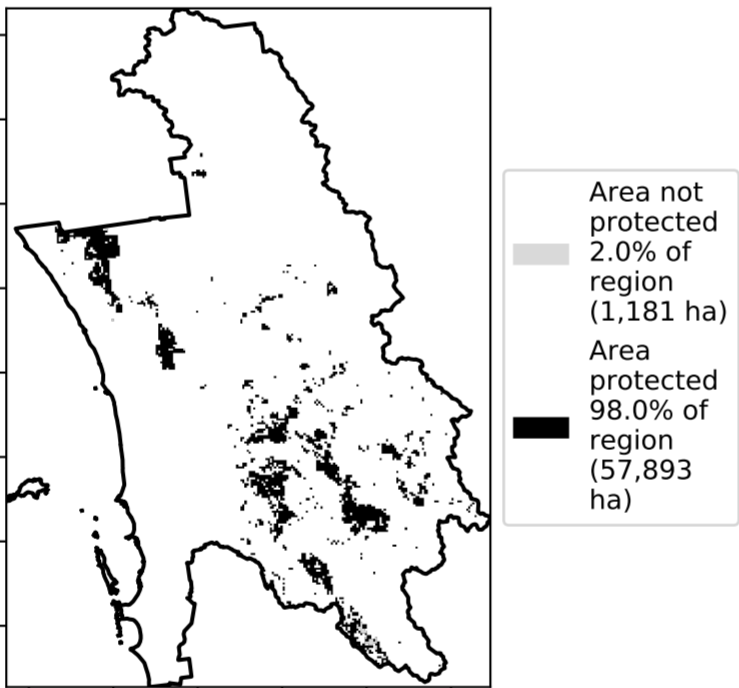 Area not
protected
2.0% of
region
(1,181 ha)
Area
protected
98.0% of
region
(57,893
ha)